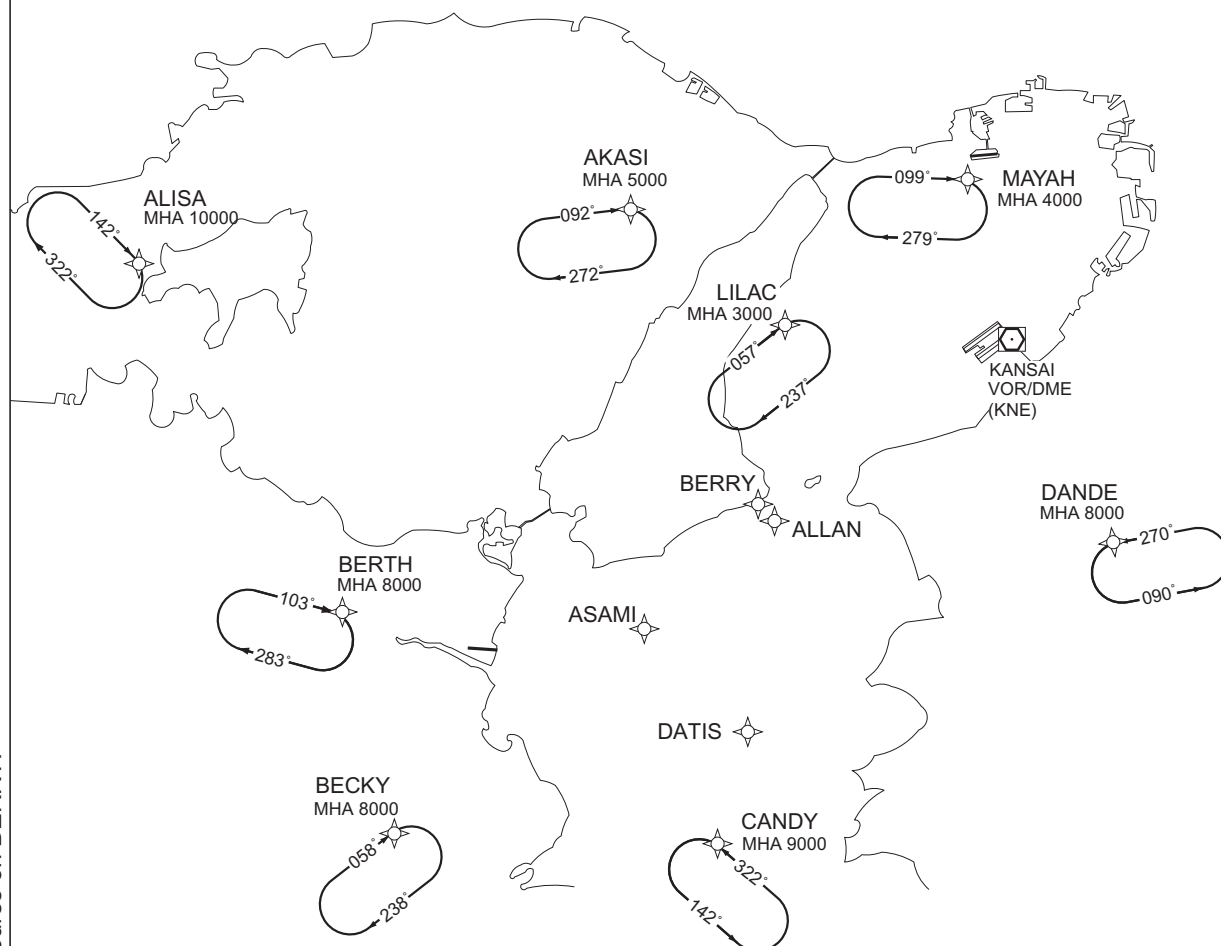 AKASI
MHA 5000
092°
272°
MAYAH
MHA 4000
099°
279°
ALISA
MHA 10000
142°
322°
LILAC
MHA 3000
057°
237°
KANSAI
VOR/DME
(KNE)
BERRY
ALLAN
DANDE
MHA 8000
270°
090°
BERTH
MHA 8000
103°
283°
ASAMI
DATIS
BECKY
MHA 8000
058°
238°
CANDY
MHA 9000
322°
142°